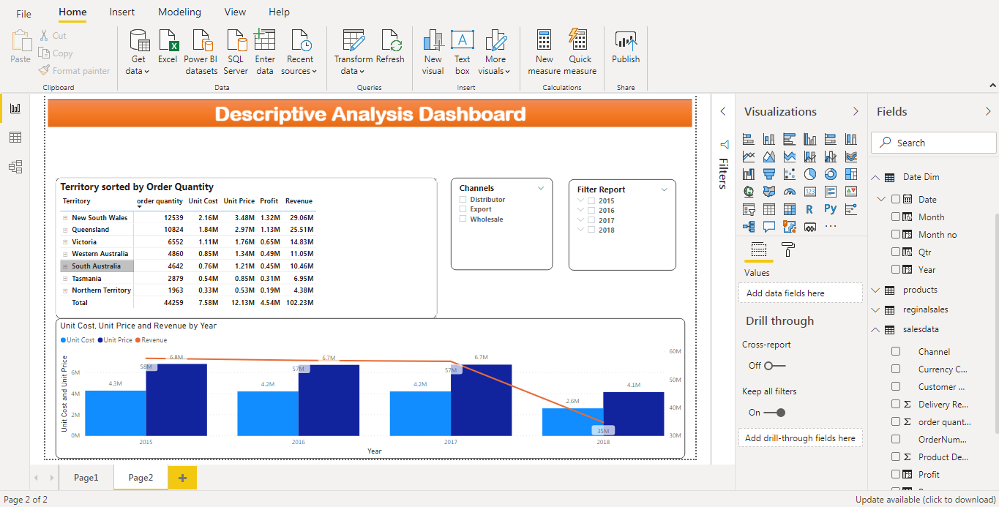 File Home Insert Modeling View Help
Paste
Cut
Copy
Format painter
Clipboard
Get data
Excel
Power BI datasets
SQL Server
Enter data
Recent sources
Data
Transform data
Refresh
Queries
New visual
Text box
More visuals
Insert
New measure
Quick measure
Calculations
Publish
Share
Descriptive Analysis Dashboard
Territory sorted by Order Quantity
Territory order quantity Unit Cost Unit Price Profit Revenue
New South Wales 12539 2.16M 3.48M 1.32M 29.06M
Queensland 10824 1.84M 2.97M 1.13M 25.51M
Victoria 6552 1.11M 1.76M 0.65M 14.83M
Western Australia 4860 0.85M 1.34M 0.49M 11.05M
South Australia 4642 0.76M 1.21M 0.45M 10.46M
Tasmania 2879 0.54M 0.85M 0.31M 6.95M
Northern Territory 1963 0.33M 0.53M 0.19M 4.38M
Total 44259 7.58M 12.13M 4.54M 102.23M
Channels
Distributor
Export
Wholesale
Filter Report
2015
2016
2017
2018
Unit Cost, Unit Price and Revenue by Year
Unit Cost Unit Price Revenue
Unit Cost and Unit Price
6M
4M
2M
0M
4.3M
6.8M
58M
4.2M
6.7M
57M
4.2M
6.7M
57M
2.6M
4.1M
35M
60M
50M
40M
30M
2015 2016 2017 2018
Year
Filters
Visualizations
R
Py
123
A
Values
Add data fields here
Drill through
Cross-report
Off
Keep all filters
On
Add drill-through fields here
Fields
Search
Date Dim
Date
Month
Month no
Qtr
Year
products
reginalsales
salesdata
Channel
Currency C...
Customer ...
Σ Delivery Re...
Σ order quant...
OrderNum...
Σ Product De...
Profit
Page1 Page2 +
Page 2 of 2
Update available (click to download)